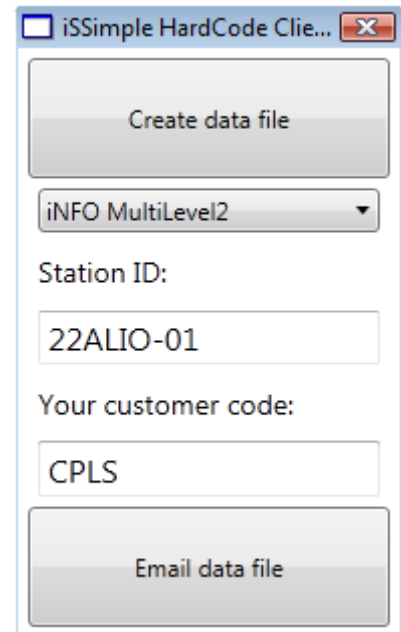 iSSimple HardCode Clie...
Create data file
iNFO MultiLevel2
Station ID:
22ALIO-01
Your customer code:
CPLS
Email data file